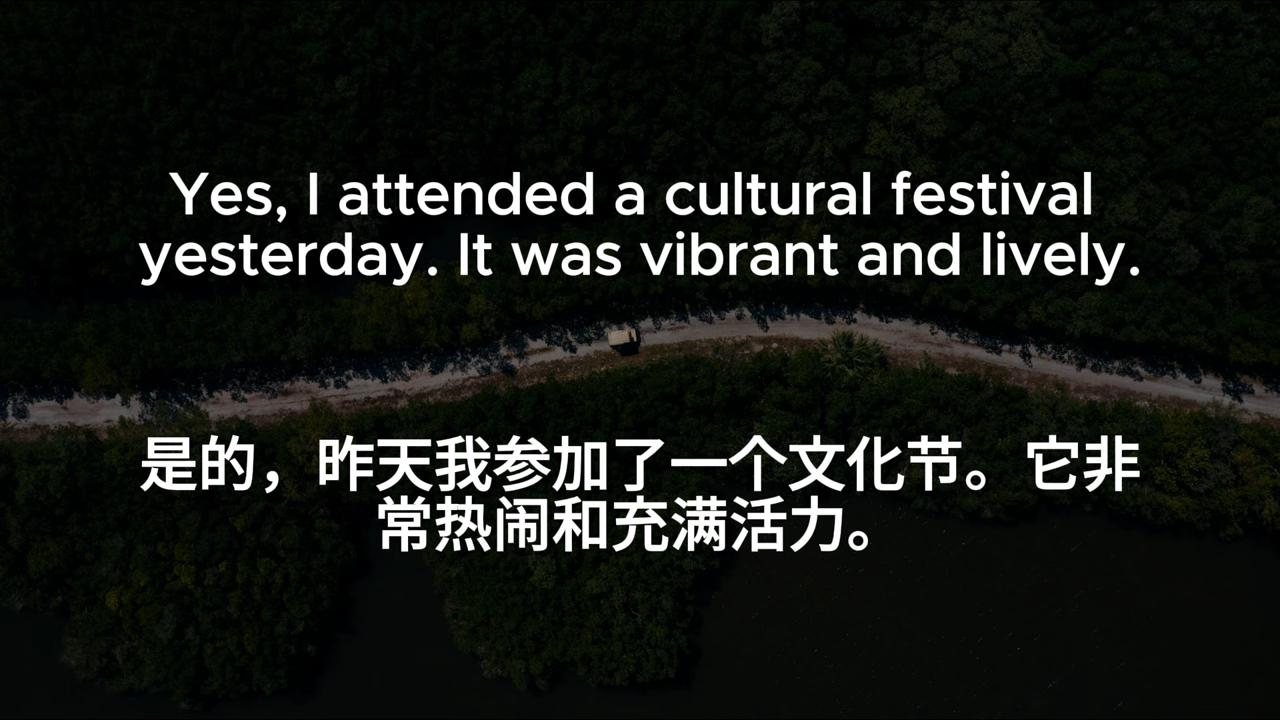 Yes, I attended a cultural festival
yesterday. It was vibrant and lively.
是的，昨天我参加了一个文化节。它非
常热闹和充满活力。